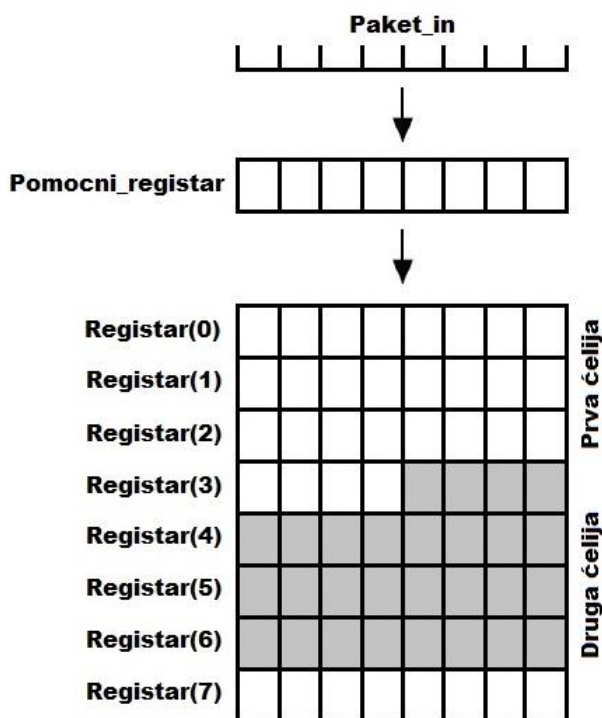 Paket_in
Pomocni_registar
Registar(0)
Registar(1)
Registar(2)
Registar(3)
Registar(4)
Registar(5)
Registar(6)
Registar(7)
Prva ćelija
Druga ćelija